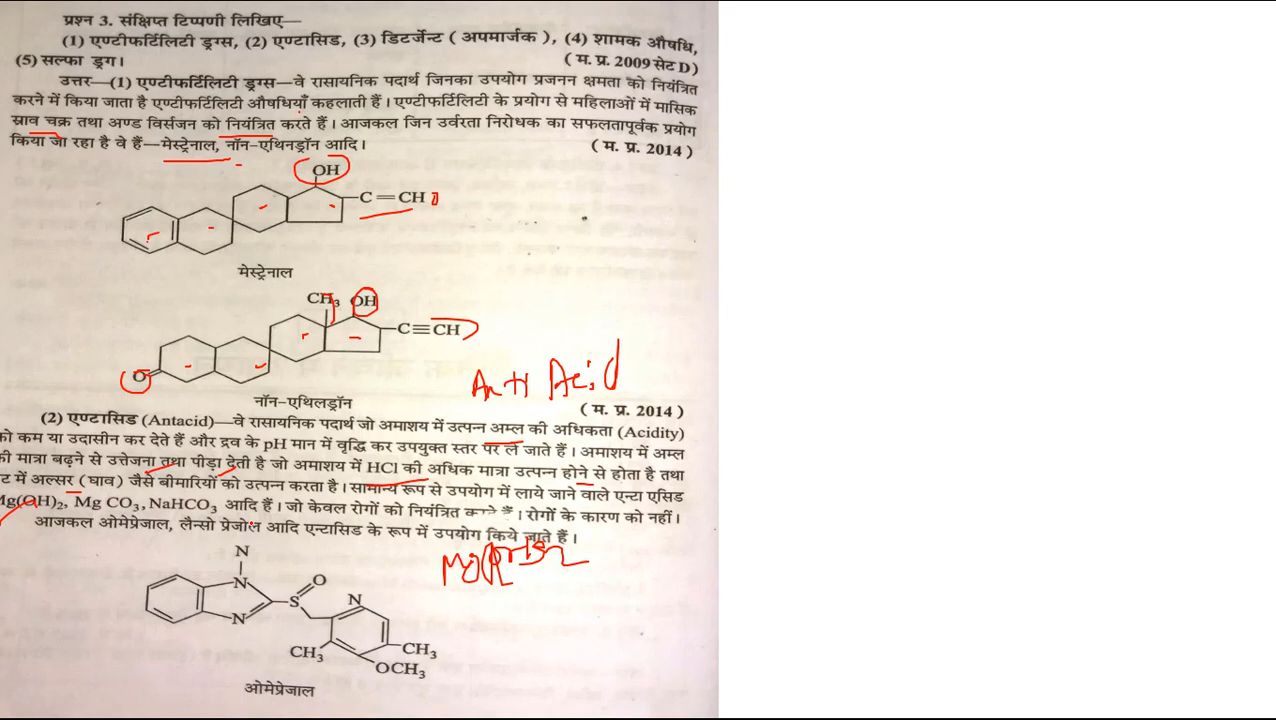 प्रश्न 3. संक्षिप्त टिप्पणी लिखिए—
(1) एण्टीफर्टिलिटी ड्रग्स, (2) एण्टासिड, (3) डिटर्जेन्ट ( अपमार्जक ), (4) शामक औषधि,
(5) सल्फा ड्रग। ( म. प्र. 2009 सेट D)
उत्तर—(1) एण्टीफर्टिलिटी ड्रग्स—वे रासायनिक पदार्थ जिनका उपयोग प्रजनन क्षमता को नियंत्रित
करने में किया जाता है एण्टीफर्टिलिटी औषधियाँ कहलाती हैं। एण्टीफर्टिलिटी के प्रयोग से महिलाओं में मासिक
स्राव चक्र तथा अण्ड विर्सजन को नियंत्रित करते हैं। आजकल जिन उर्वरता निरोधक का सफलतापूर्वक प्रयोग
किया जा रहा है वे हैं—मेस्ट्रेनाल, नॉन-एथिनड्रॉन आदि। ( म. प्र. 2014 )
OH
C=CH
मेस्ट्रेनाल
CH₃ OH
C≡CH
O
Anti Acid
नॉन-एथिलड्रॉन ( म. प्र. 2014 )
(2) एण्टासिड (Antacid)—वे रासायनिक पदार्थ जो अमाशय में उत्पन्न अम्ल की अधिकता (Acidity)
को कम या उदासीन कर देते हैं और द्रव के pH मान में वृद्धि कर उपयुक्त स्तर पर ले जाते हैं। अमाशय में अम्ल
की मात्रा बढ़ने से उत्तेजना तथा पीड़ा देती है जो अमाशय में HCl की अधिक मात्रा उत्पन्न होने से होता है तथा
ट में अल्सर (घाव) जैसे बीमारियों को उत्पन्न करता है। सामान्य रूप से उपयोग में लाये जाने वाले एन्टा एसिड
Mg(OH)₂, Mg CO₃, NaHCO₃ आदि हैं। जो केवल रोगों को नियंत्रित करते हैं। रोगों के कारण को नहीं।
आजकल ओमेप्रेजाल, लैन्सो प्रेजोल आदि एन्टासिड के रूप में उपयोग किये जाते हैं।
N
N
N
S
O
N
CH₃
CH₃
OCH₃
ओमेप्रेजाल